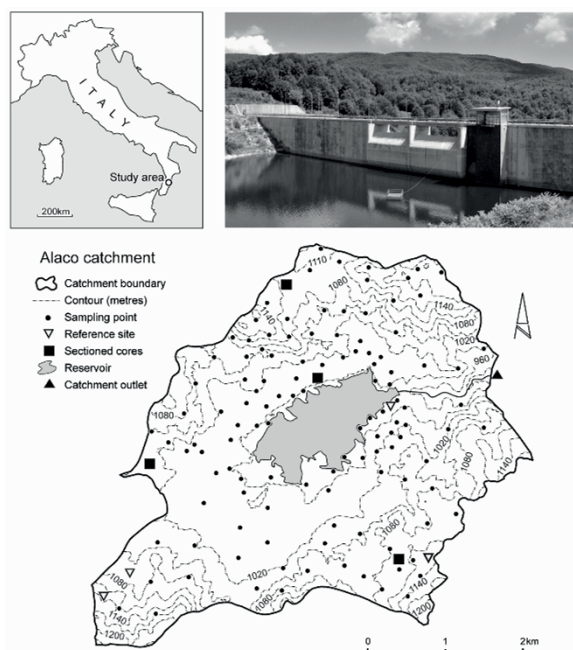 ITALY
Study area
200km
Alaco catchment
Catchment boundary
Contour (metres)
Sampling point
Reference site
Sectioned cores
Reservoir
Catchment outlet
1110
1080
1140
1140
1080
1020
960
1080
1020
1080
1140
1080
1020
1080
1140
1200
1080
1140
1200
0 1 2km